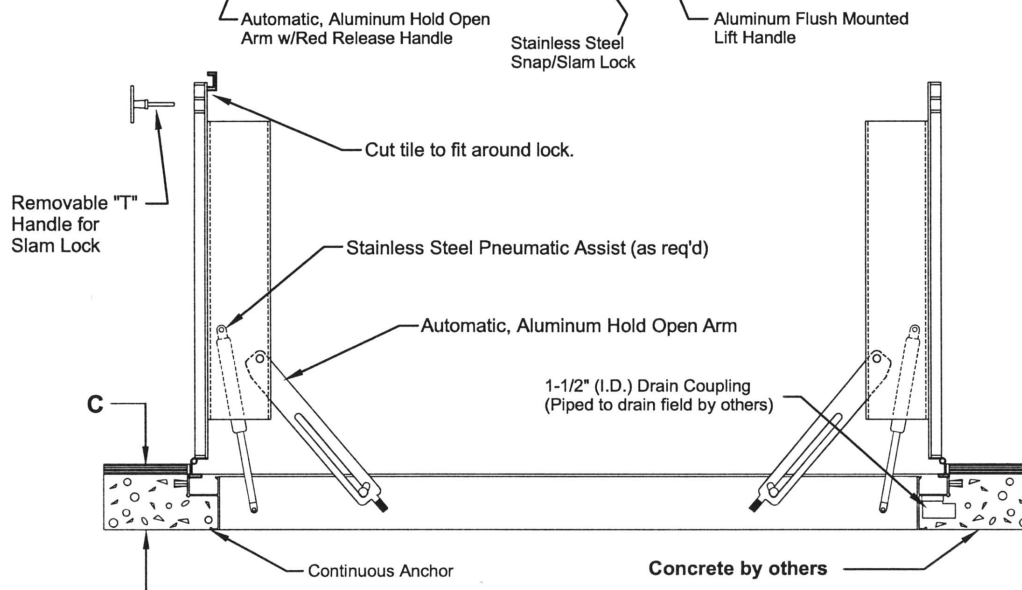 Automatic, Aluminum Hold Open
Arm w/Red Release Handle
Stainless Steel
Snap/Slam Lock
Aluminum Flush Mounted
Lift Handle
Cut tile to fit around lock.
Removable "T"
Handle for
Slam Lock
Stainless Steel Pneumatic Assist (as req'd)
Automatic, Aluminum Hold Open Arm
1-1/2" (I.D.) Drain Coupling
(Piped to drain field by others)
C
Continuous Anchor
Concrete by others